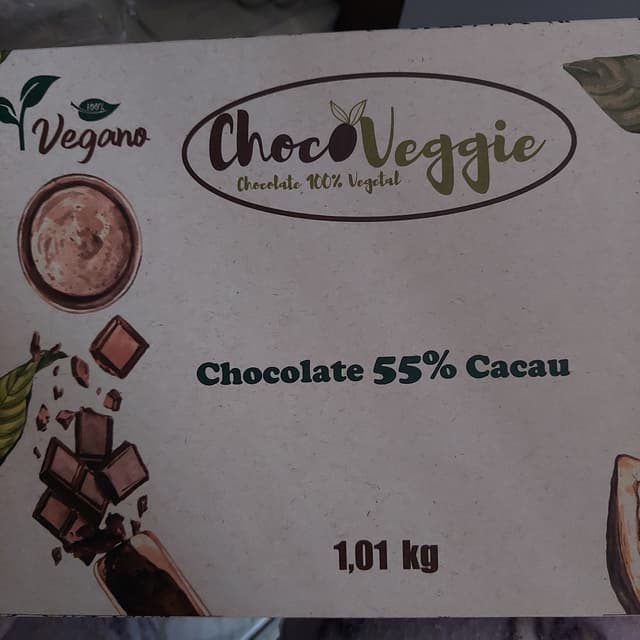 100%
Vegano
ChocoVeggie
Chocolate 100% Vegetal
Chocolate 55% Cacau
1,01 kg